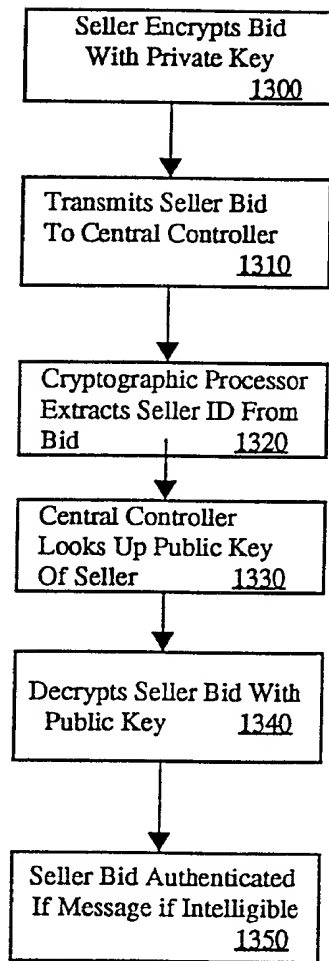 Seller Encrypts Bid
With Private Key
1300
Transmits Seller Bid
To Central Controller
1310
Cryptographic Processor
Extracts Seller ID From
Bid 1320
Central Controller
Looks Up Public Key
Of Seller 1330
Decrypts Seller Bid With
Public Key 1340
Seller Bid Authenticated
If Message if Intelligible
1350